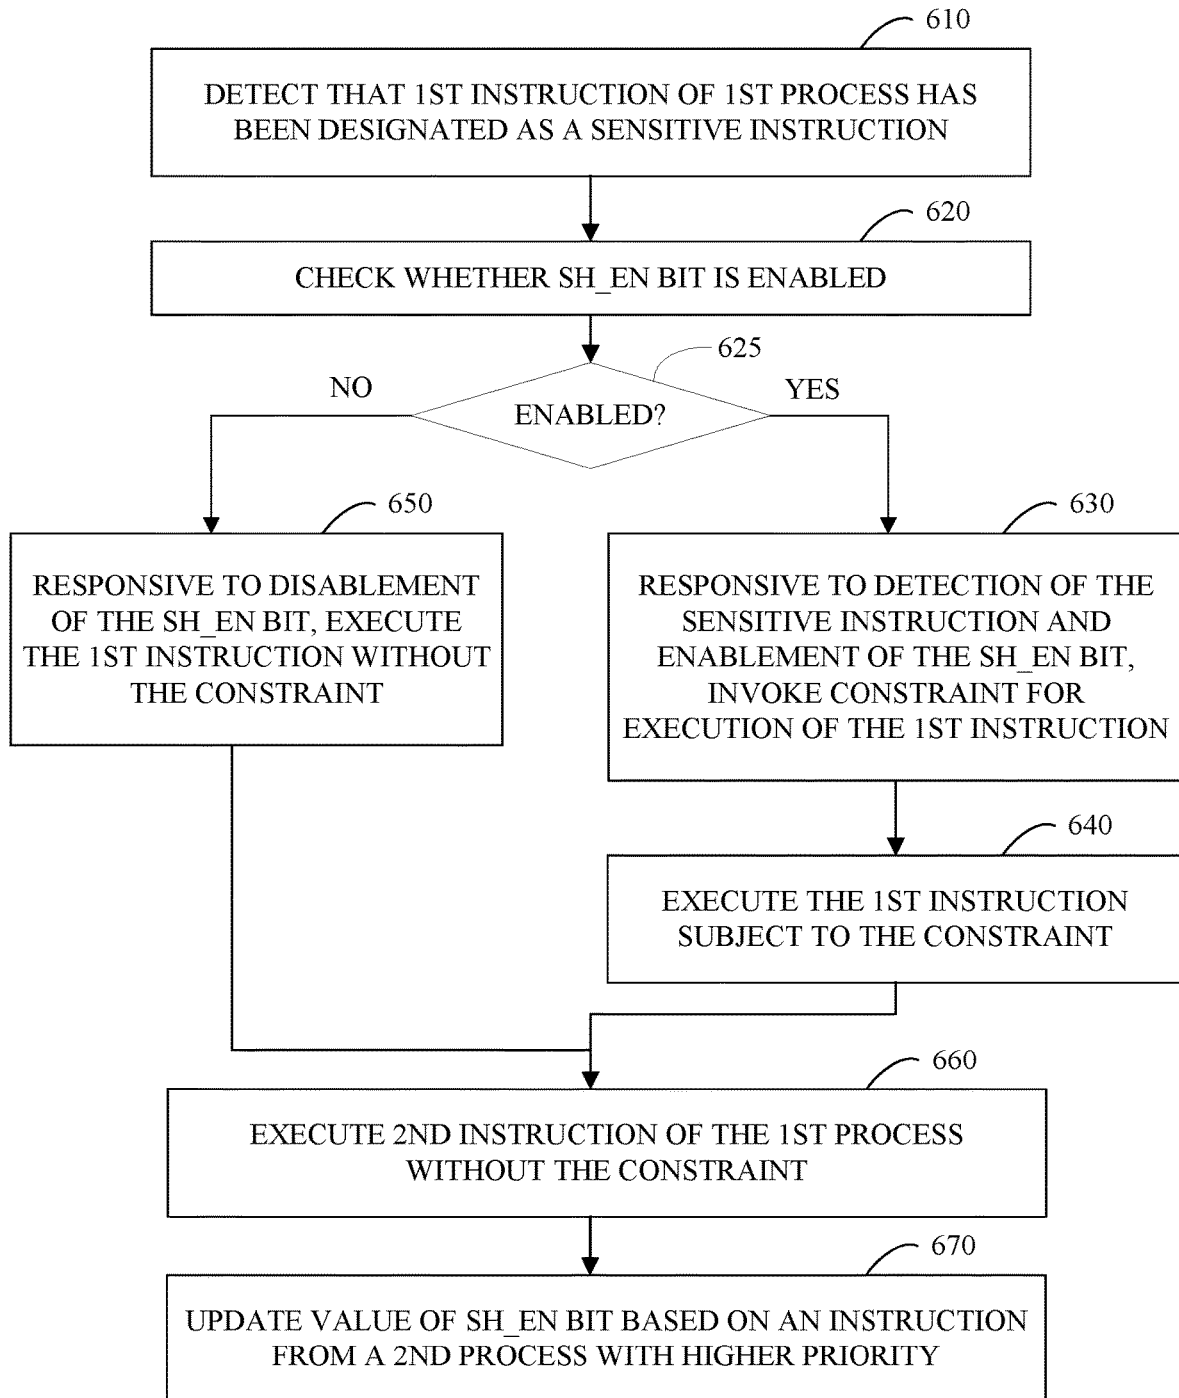 610
DETECT THAT 1ST INSTRUCTION OF 1ST PROCESS HAS
BEEN DESIGNATED AS A SENSITIVE INSTRUCTION
620
CHECK WHETHER SH_EN BIT IS ENABLED
625
NO
YES
ENABLED?
650
RESPONSIVE TO DISABLEMENT
OF THE SH_EN BIT, EXECUTE
THE 1ST INSTRUCTION WITHOUT
THE CONSTRAINT
630
RESPONSIVE TO DETECTION OF THE
SENSITIVE INSTRUCTION AND
ENABLEMENT OF THE SH_EN BIT,
INVOKE CONSTRAINT FOR
EXECUTION OF THE 1ST INSTRUCTION
640
EXECUTE THE 1ST INSTRUCTION
SUBJECT TO THE CONSTRAINT
660
EXECUTE 2ND INSTRUCTION OF THE 1ST PROCESS
WITHOUT THE CONSTRAINT
670
UPDATE VALUE OF SH_EN BIT BASED ON AN INSTRUCTION
FROM A 2ND PROCESS WITH HIGHER PRIORITY